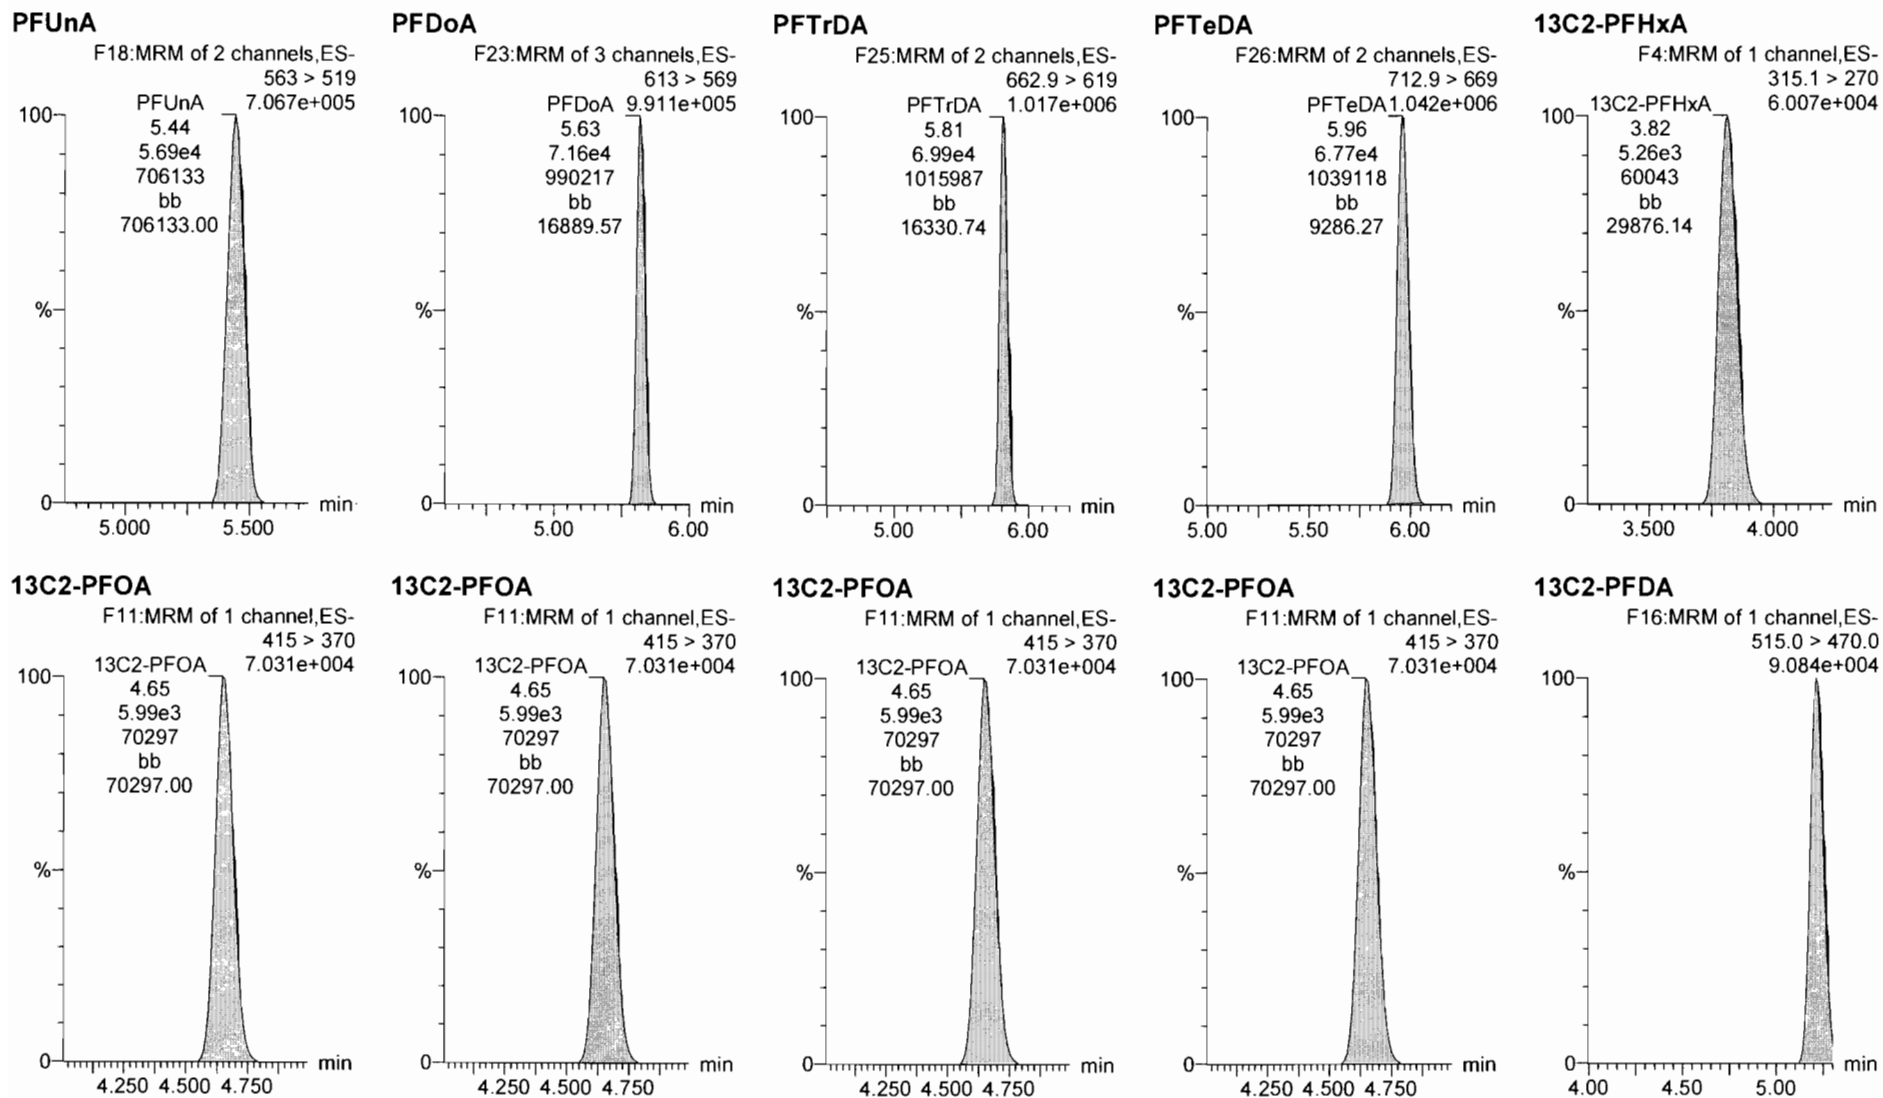 PFUnA
F18:MRM of 2 channels,ES-
563 > 519
7.067e+005
PFUnA
5.44
5.69e4
706133
bb
706133.00
100
%
0
5.000
5.500
min
PFDoA
F23:MRM of 3 channels,ES-
613 > 569
9.911e+005
PFDoA
5.63
7.16e4
990217
bb
16889.57
100
%
0
5.00
6.00
min
PFTrDA
F25:MRM of 2 channels,ES-
662.9 > 619
1.017e+006
PFTrDA
5.81
6.99e4
1015987
bb
16330.74
100
%
0
5.00
6.00
min
PFTeDA
F26:MRM of 2 channels,ES-
712.9 > 669
1.042e+006
PFTeDA
5.96
6.77e4
1039118
bb
9286.27
100
%
0
5.00
5.50
6.00
min
13C2-PFHxA
F4:MRM of 1 channel,ES-
315.1 > 270
6.007e+004
13C2-PFHxA
3.82
5.26e3
60043
bb
29876.14
100
%
0
3.500
4.000
min
13C2-PFOA
F11:MRM of 1 channel,ES-
415 > 370
7.031e+004
13C2-PFOA
4.65
5.99e3
70297
bb
70297.00
100
%
0
4.250
4.500
4.750
min
13C2-PFOA
F11:MRM of 1 channel,ES-
415 > 370
7.031e+004
13C2-PFOA
4.65
5.99e3
70297
bb
70297.00
100
%
0
4.250
4.500
4.750
min
13C2-PFOA
F11:MRM of 1 channel,ES-
415 > 370
7.031e+004
13C2-PFOA
4.65
5.99e3
70297
bb
70297.00
100
%
0
4.250
4.500
4.750
min
13C2-PFOA
F11:MRM of 1 channel,ES-
415 > 370
7.031e+004
13C2-PFOA
4.65
5.99e3
70297
bb
70297.00
100
%
0
4.250
4.500
4.750
min
13C2-PFDA
F16:MRM of 1 channel,ES-
515.0 > 470.0
9.084e+004
100
%
0
4.00
4.50
5.00
min